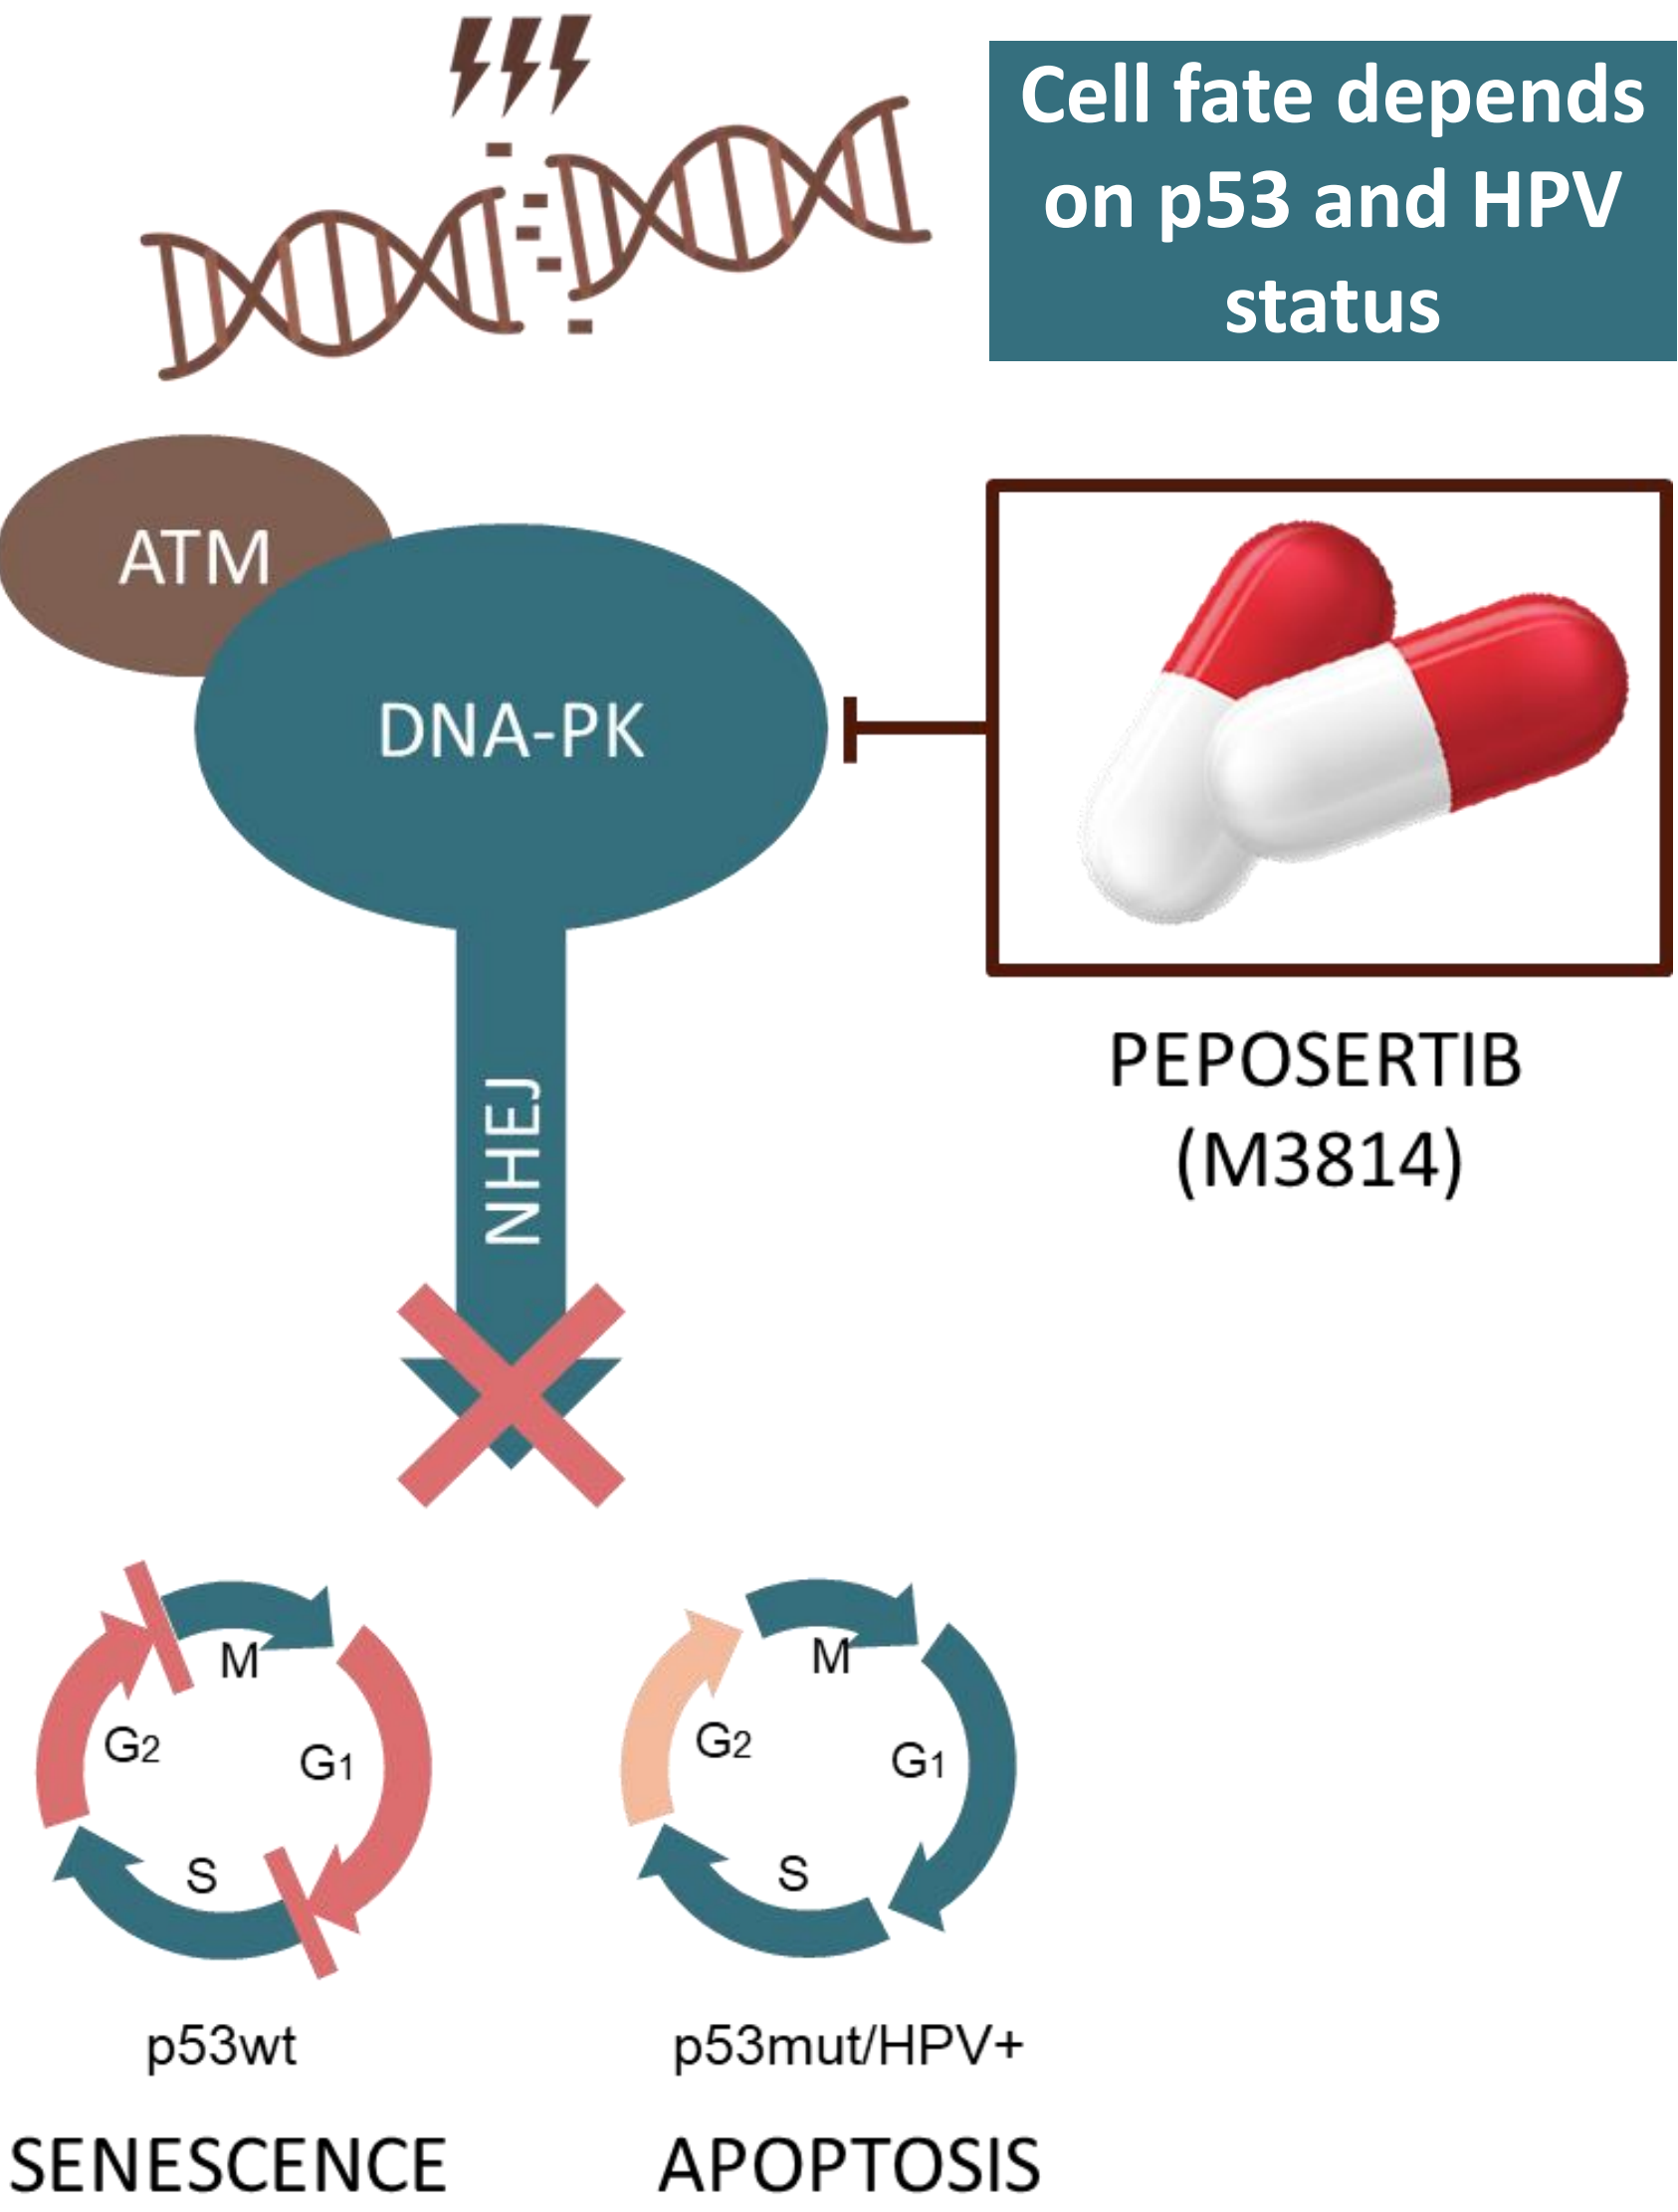 Cell fate depends
on p53 and HPV
status
ATM
DNA-PK
PEPOSERTIB
(M3814)
NHEJ
M
G2
G1
S
M
G2
G1
S
p53wt
p53mut/HPV+
SENESCENCE
APOPTOSIS